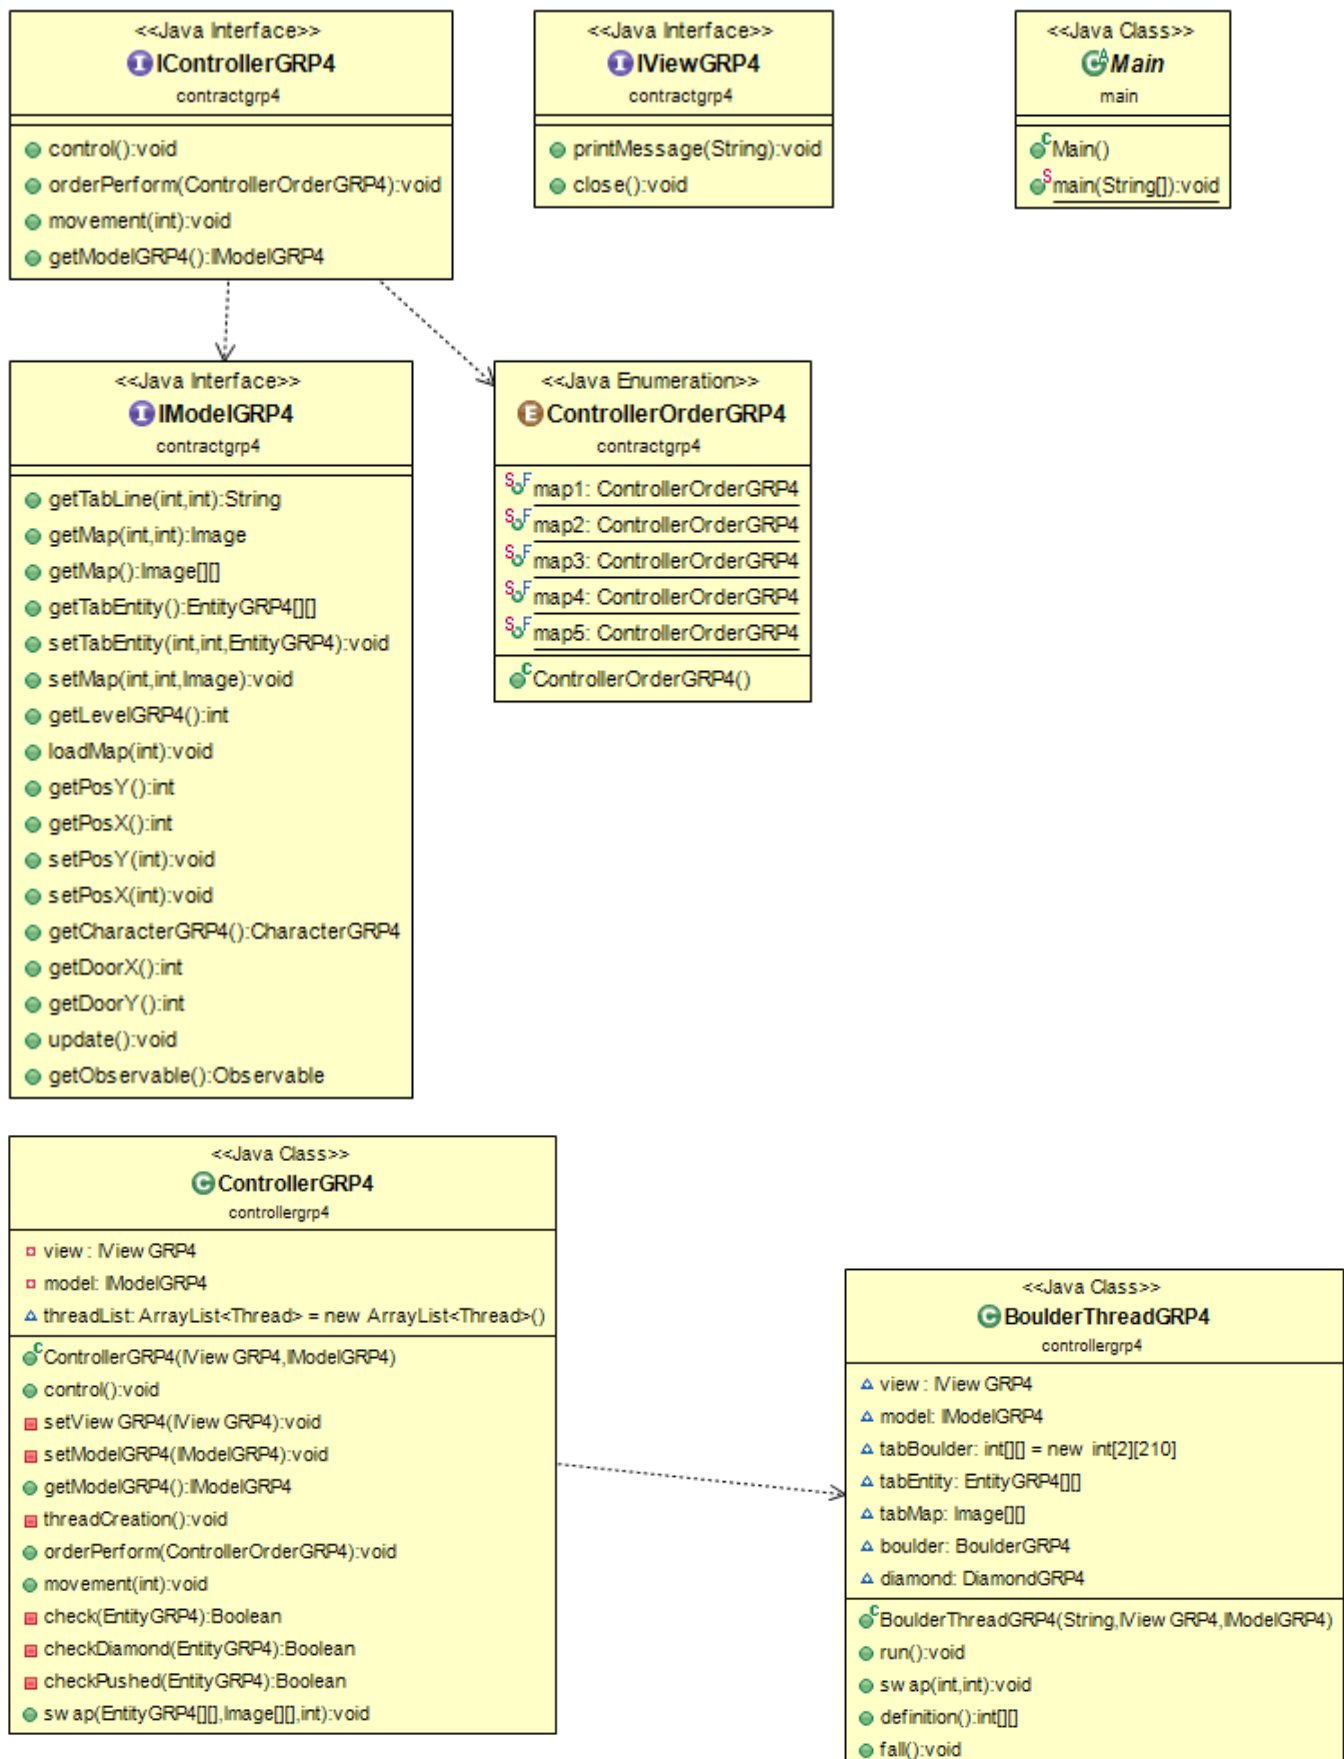 <<Java Interface>>
IControllerGRP4
contractgrp4
control():void
orderPerform(ControllerOrderGRP4):void
movement(int):void
getModelGRP4():IModelGRP4
<<Java Interface>>
IViewGRP4
contractgrp4
printMessage(String):void
close():void
<<Java Class>>
Main
main
Main()
main(String[]):void
<<Java Interface>>
IModelGRP4
contractgrp4
getTabLine(int,int):String
getMap(int,int):Image
getMap():Image[][]
getTabEntity():EntityGRP4[][]
setTabEntity(int,int,EntityGRP4):void
setMap(int,int,Image):void
getLevelGRP4():int
loadMap(int):void
getPosY():int
getPosX():int
setPosY(int):void
setPosX(int):void
getCharacterGRP4():CharacterGRP4
getDoorX():int
getDoorY():int
update():void
getObservable():Observable
<<Java Enumeration>>
ControllerOrderGRP4
contractgrp4
map1: ControllerOrderGRP4
map2: ControllerOrderGRP4
map3: ControllerOrderGRP4
map4: ControllerOrderGRP4
map5: ControllerOrderGRP4
ControllerOrderGRP4()
<<Java Class>>
ControllerGRP4
controllergrp4
view: IViewGRP4
model: IModelGRP4
threadList: ArrayList<Thread> = new ArrayList<Thread>()
ControllerGRP4(IViewGRP4,IModelGRP4)
control():void
setViewGRP4(IViewGRP4):void
setModelGRP4(IModelGRP4):void
getModelGRP4():IModelGRP4
threadCreation():void
orderPerform(ControllerOrderGRP4):void
movement(int):void
check(EntityGRP4):Boolean
checkDiamond(EntityGRP4):Boolean
checkPushed(EntityGRP4):Boolean
swap(EntityGRP4[][],Image[][],int):void
<<Java Class>>
BoulderThreadGRP4
controllergrp4
view: IViewGRP4
model: IModelGRP4
tabBoulder: int[][] = new int[2][210]
tabEntity: EntityGRP4[][]
tabMap: Image[][]
boulder: BoulderGRP4
diamond: DiamondGRP4
BoulderThreadGRP4(String,IViewGRP4,IModelGRP4)
run():void
swap(int,int):void
definition():int[][]
fall():void